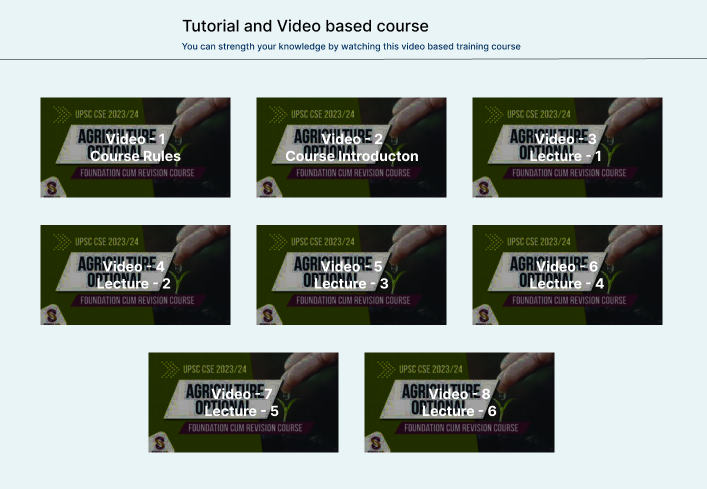 Tutorial and Video based course
You can strength your knowledge by watching this video based training course
UPSC CSE 2023/24
AGRICULTURE
OPTIONAL
Video - 1
Course Rules
FOUNDATION CUM REVISION COURSE
UPSC CSE 2023/24
AGRICULTURE
OPTIONAL
Video - 2
Course Introducton
FOUNDATION CUM REVISION COURSE
UPSC CSE 2023/24
AGRICULTURE
OPTIONAL
Video - 3
Lecture - 1
FOUNDATION CUM REVISION COURSE
UPSC CSE 2023/24
AGRICULTURE
OPTIONAL
Video - 4
Lecture - 2
FOUNDATION CUM REVISION COURSE
UPSC CSE 2023/24
AGRICULTURE
OPTIONAL
Video - 5
Lecture - 3
FOUNDATION CUM REVISION COURSE
UPSC CSE 2023/24
AGRICULTURE
OPTIONAL
Video - 6
Lecture - 4
FOUNDATION CUM REVISION COURSE
UPSC CSE 2023/24
AGRICULTURE
OPTIONAL
Video - 7
Lecture - 5
FOUNDATION CUM REVISION COURSE
UPSC CSE 2023/24
AGRICULTURE
OPTIONAL
Video - 8
Lecture - 6
FOUNDATION CUM REVISION COURSE